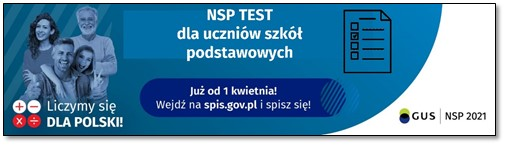 NSP TEST
dla uczniów szkół
podstawowych
Już od 1 kwietnia!
Wejdź na spis.gov.pl i spisz się!
Liczymy się
DLA POLSKI!
GUS | NSP 2021